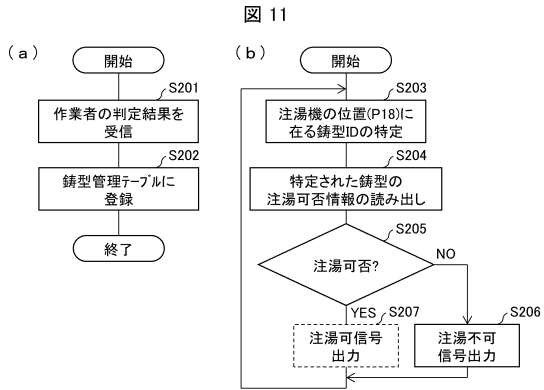 図 11
(a)
開始
S201
作業者の判定結果を
受信
S202
鋳型管理ﾃｰﾌﾞﾙに
登録
終了
(b)
開始
S203
注湯機の位置(P18)に
在る鋳型IDの特定
S204
特定された鋳型の
注湯可否情報の読み出し
S205
注湯可否?
NO
YES
S207
注湯可信号
出力
S206
注湯不可
信号出力